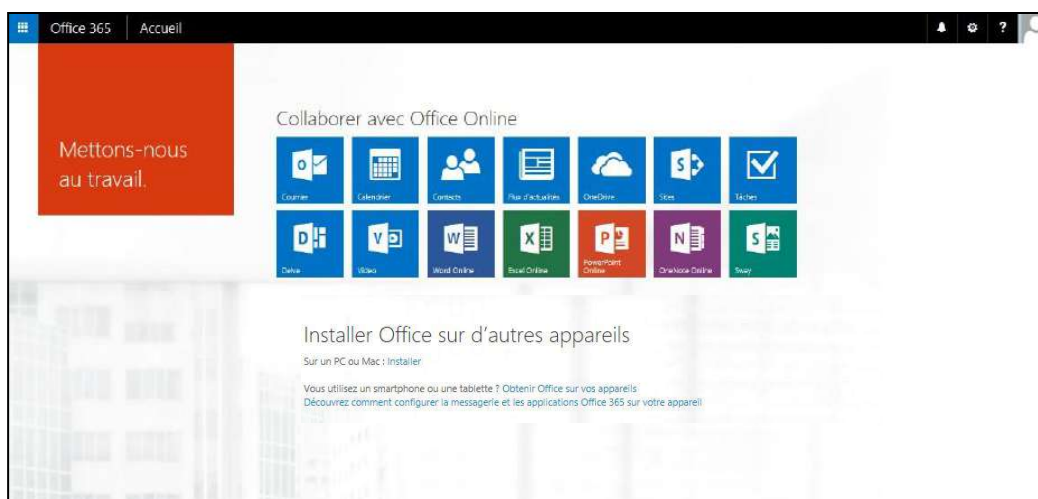 Office 365 Accueil ?
Mettons-nous
au travail.
Collaborer avec Office Online
Courrier Calendrier Contacts Flux d'actualités OneDrive Sites Tâches
Delve Vidéo Word Online Excel Online PowerPoint Online OneNote Online Sway
Installer Office sur d'autres appareils
Sur un PC ou Mac : Installer
Vous utilisez un smartphone ou une tablette ? Obtenir Office sur vos appareils
Découvrez comment configurer la messagerie et les applications Office 365 sur votre appareil